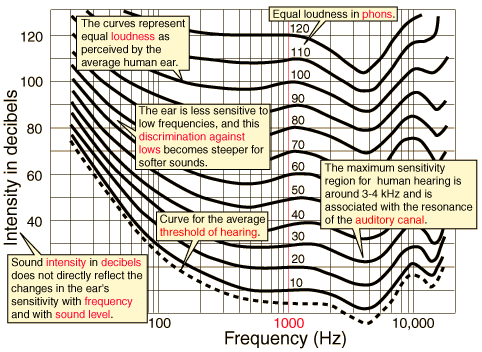 Equal loudness in phons.
The curves represent
equal loudness as
perceived by the
average human ear.
The ear is less sensitive to
low frequencies, and this
discrimination against
lows becomes steeper for
softer sounds.
The maximum sensitivity
region for human hearing is
around 3-4 kHz and is
associated with the resonance
of the auditory canal.
Curve for the average
threshold of hearing.
Sound intensity in decibels
does not directly reflect the
changes in the ear's
sensitivity with frequency
and with sound level.
Intensity in decibels
120
100
80
60
40
120
110
100
90
80
70
60
50
40
30
20
10
100
1000
10,000
Frequency (Hz)